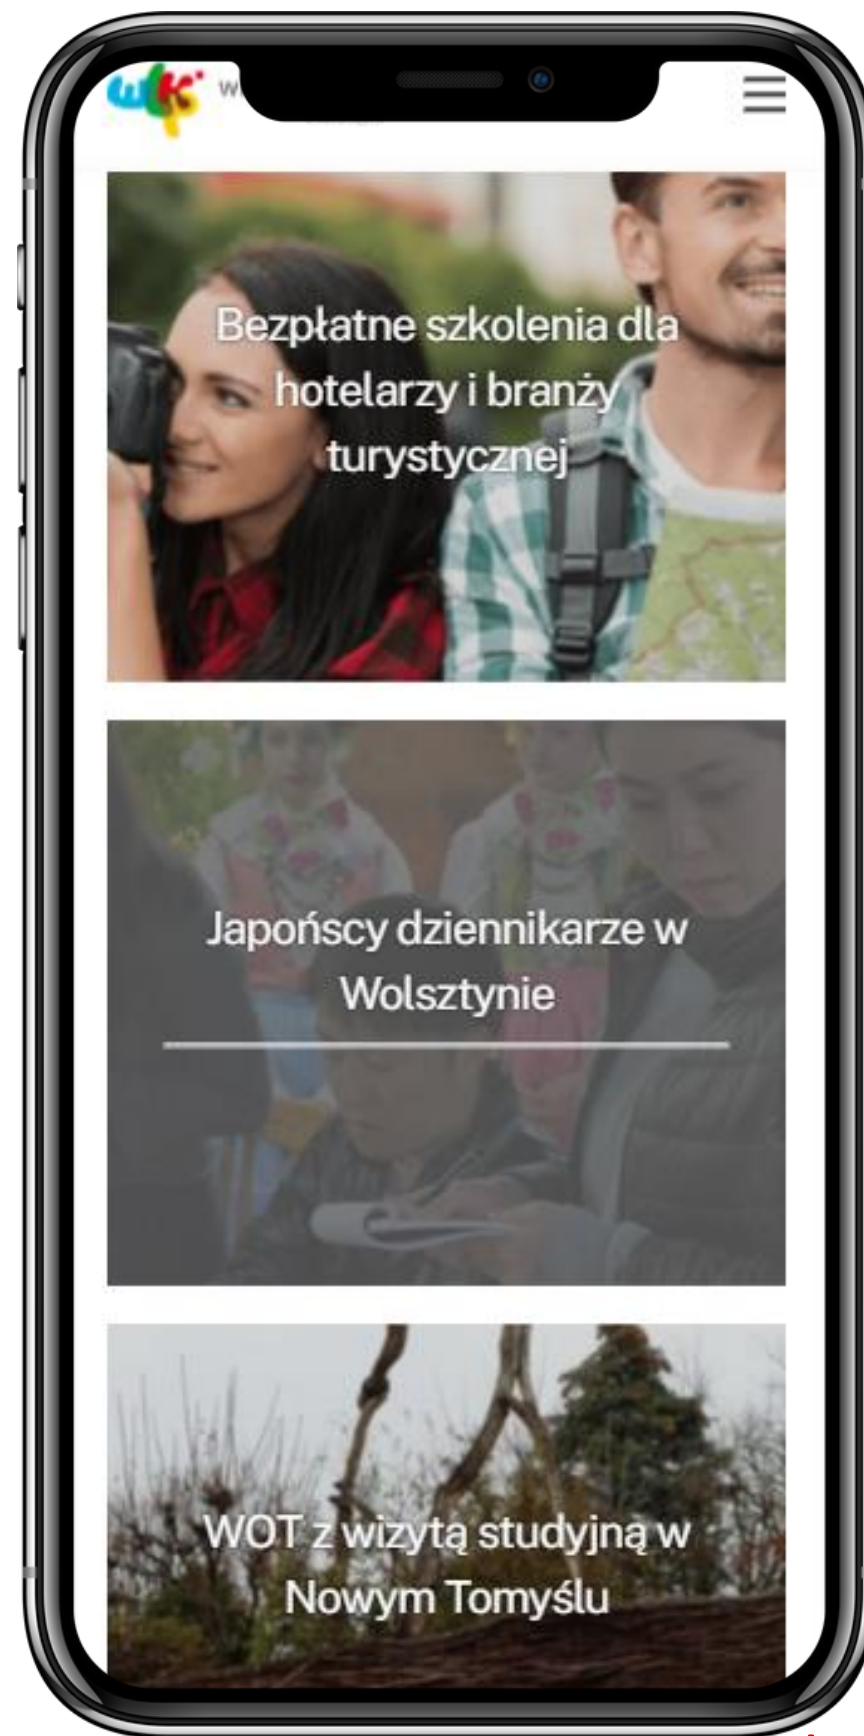 Bezpłatne szkolenia dla
hotelarzy i branży
turystycznej
Japońscy dziennikarze w
Wolsztynie
WOT z wizytą studyjną w
Nowym Tomyślu